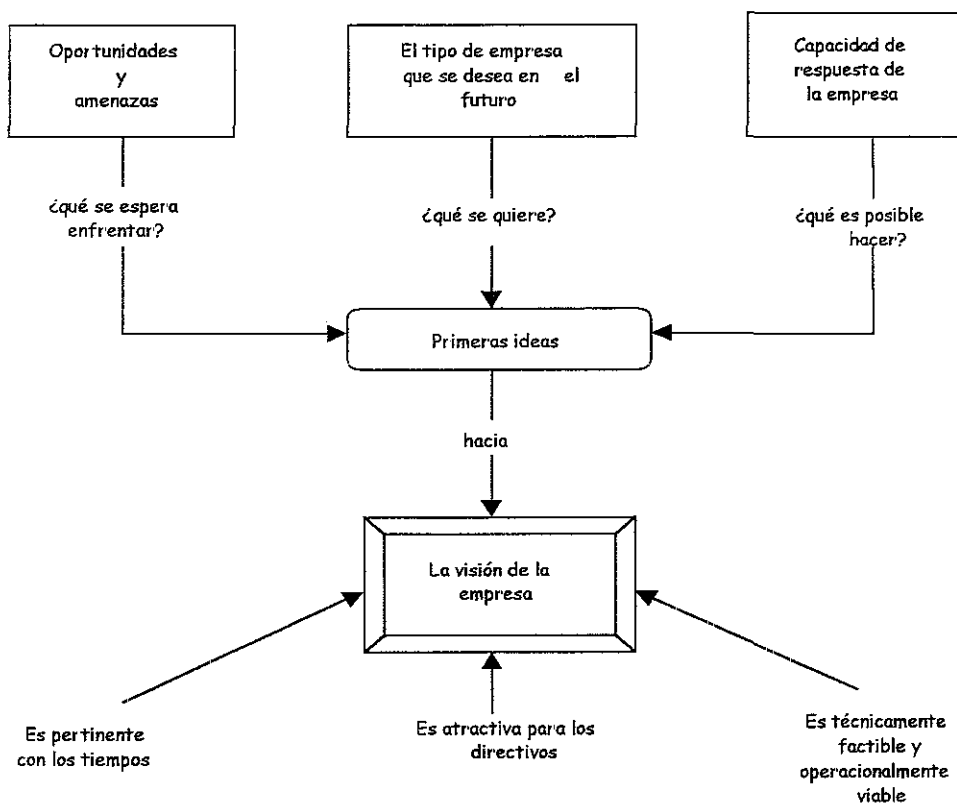 Oportunidades
y
amenazas
El tipo de empresa
que se desea en el
futuro
Capacidad de
respuesta de
la empresa
¿qué se espera
enfrentar?
¿qué se quiere?
¿qué es posible
hacer?
Primeras ideas
hacia
La visión de la
empresa
Es pertinente
con los tiempos
Es atractiva para los
directivos
Es técnicamente
factible y
operacionalmente
viable